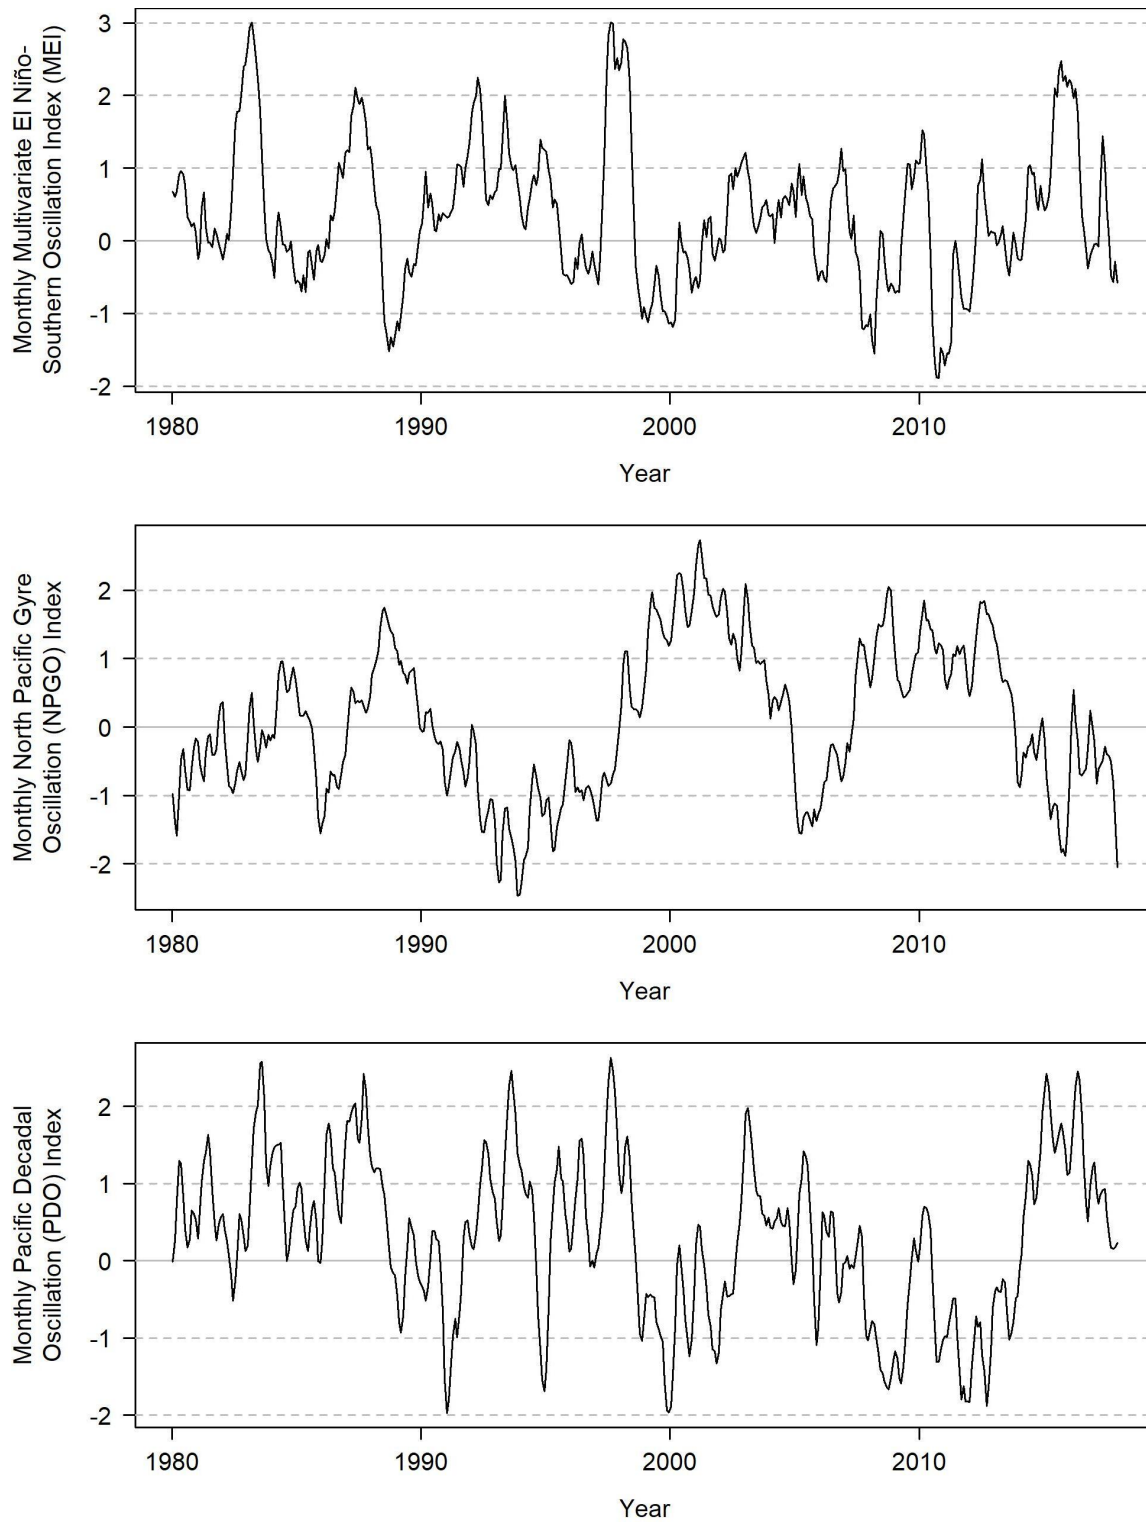 Monthly Multivariate El Niño-
Southern Oscillation Index (MEI)
3
2
1
0
-1
-2
1980 1990 2000 2010
Year
Monthly North Pacific Gyre
Oscillation (NPGO) Index
2
1
0
-1
-2
1980 1990 2000 2010
Year
Monthly Pacific Decadal
Oscillation (PDO) Index
2
1
0
-1
-2
1980 1990 2000 2010
Year